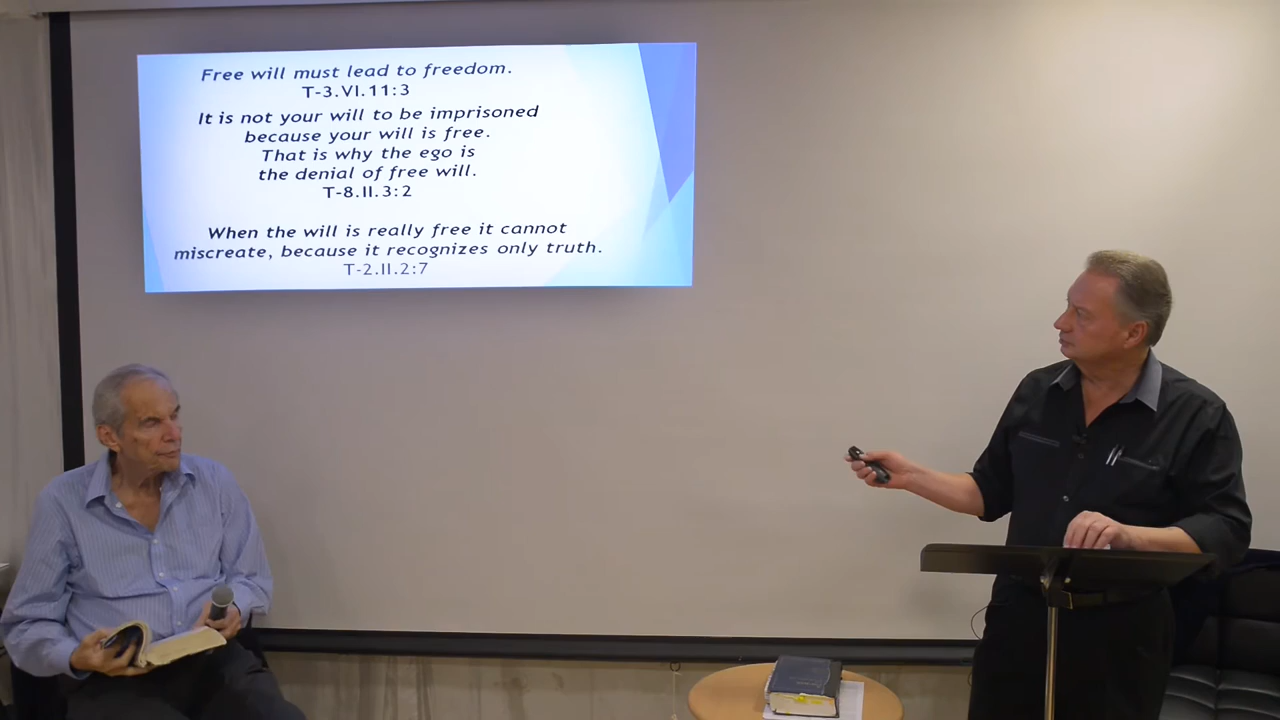 Free will must lead to freedom.
T-3.VI.11:3
It is not your will to be imprisoned
because your will is free.
That is why the ego is
the denial of free will.
T-8.II.3:2
When the will is really free it cannot
miscreate, because it recognizes only truth.
T-2.II.2:7